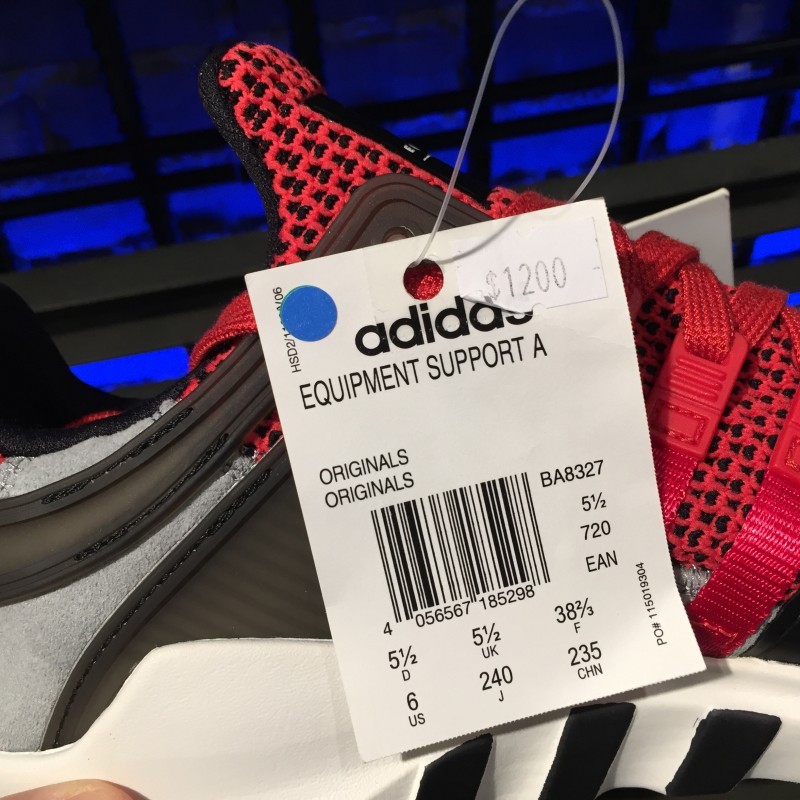 ¢1200
adidas
EQUIPMENT SUPPORT A
ORIGINALS
ORIGINALS
BA8327
5½
720
EAN
4 056567 185298
5½ D
5½ UK
38⅔ F
6 US
240 J
235 CHN
PO# 115019304